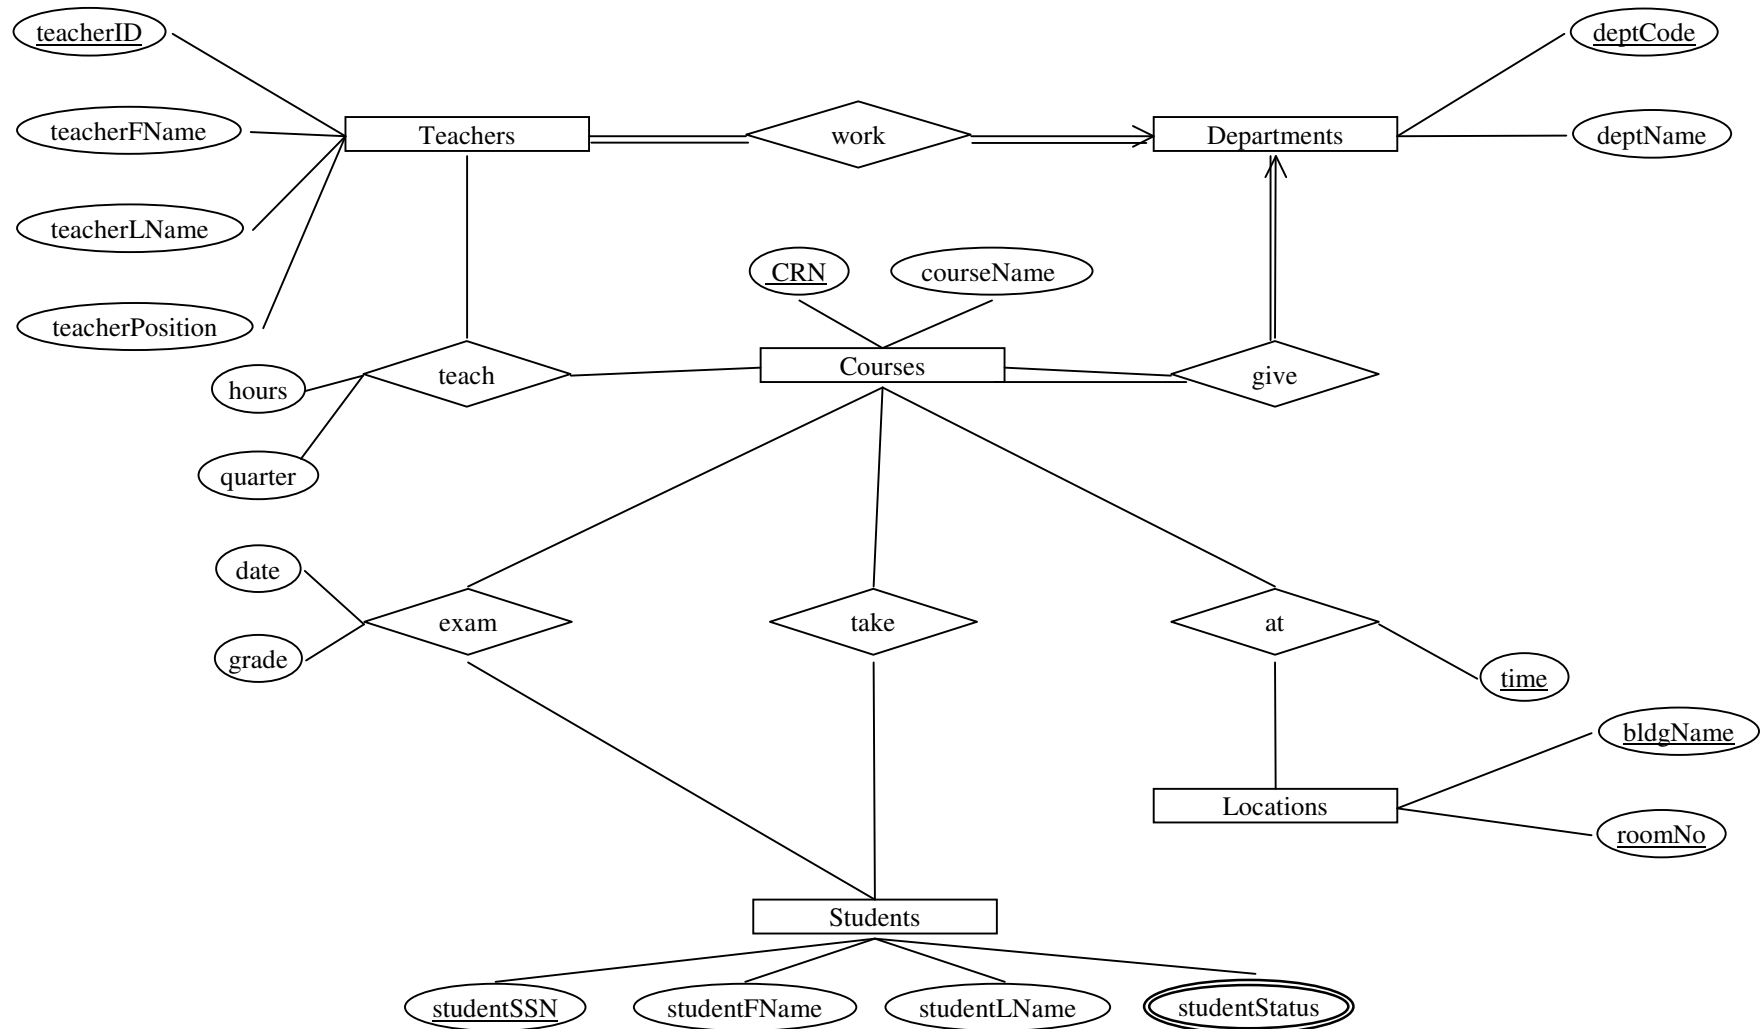 teacherID
deptCode
teacherFName
Teachers
work
Departments
deptName
teacherLName
CRN
courseName
teacherPosition
hours
teach
Courses
give
quarter
date
exam
take
at
grade
time
bldgName
Locations
roomNo
Students
studentSSN
studentFName
studentLName
studentStatus